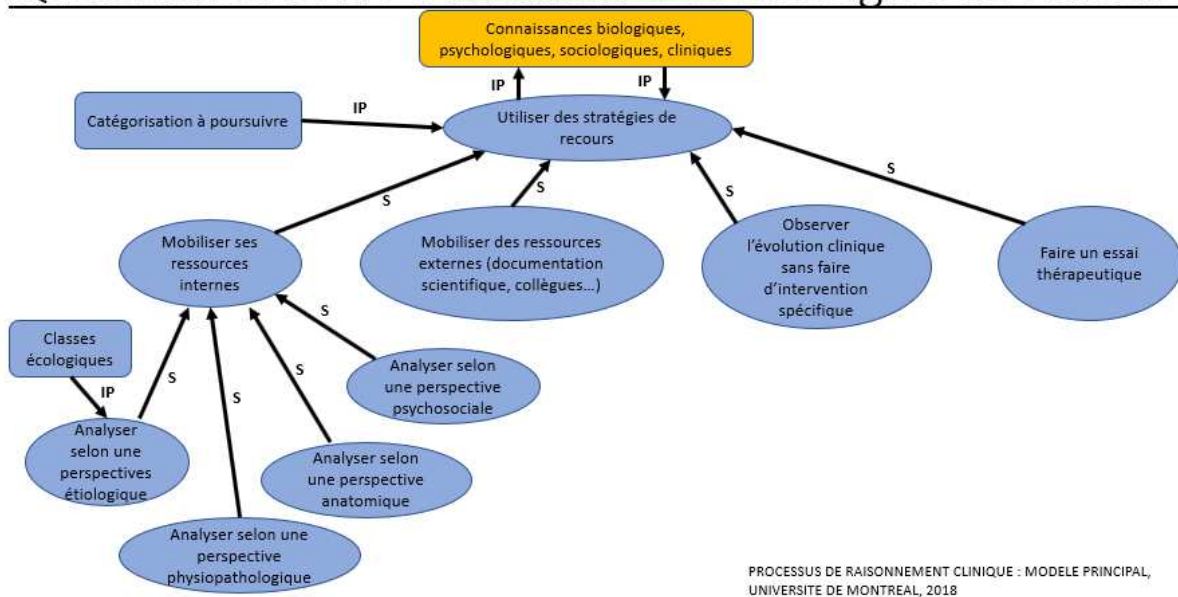 Connaissances biologiques,
psychologiques, sociologiques, cliniques
IP
IP
Catégorisation à poursuivre
IP
Utiliser des stratégies de
recours
S
S
S
S
Mobiliser ses
ressources
internes
Mobiliser des ressources
externes (documentation
scientifique, collègues...)
Observer
l'évolution clinique
sans faire
d'intervention
spécifique
Faire un essai
thérapeutique
Classes
écologiques
IP
S
S
S
S
Analyser selon
une perspective
psychosociale
Analyser
selon une
perspectives
étiologique
Analyser selon
une perspective
anatomique
Analyser selon une
perspective
physiopathologique
PROCESSUS DE RAISONNEMENT CLINIQUE : MODELE PRINCIPAL,
UNIVERSITE DE MONTREAL, 2018